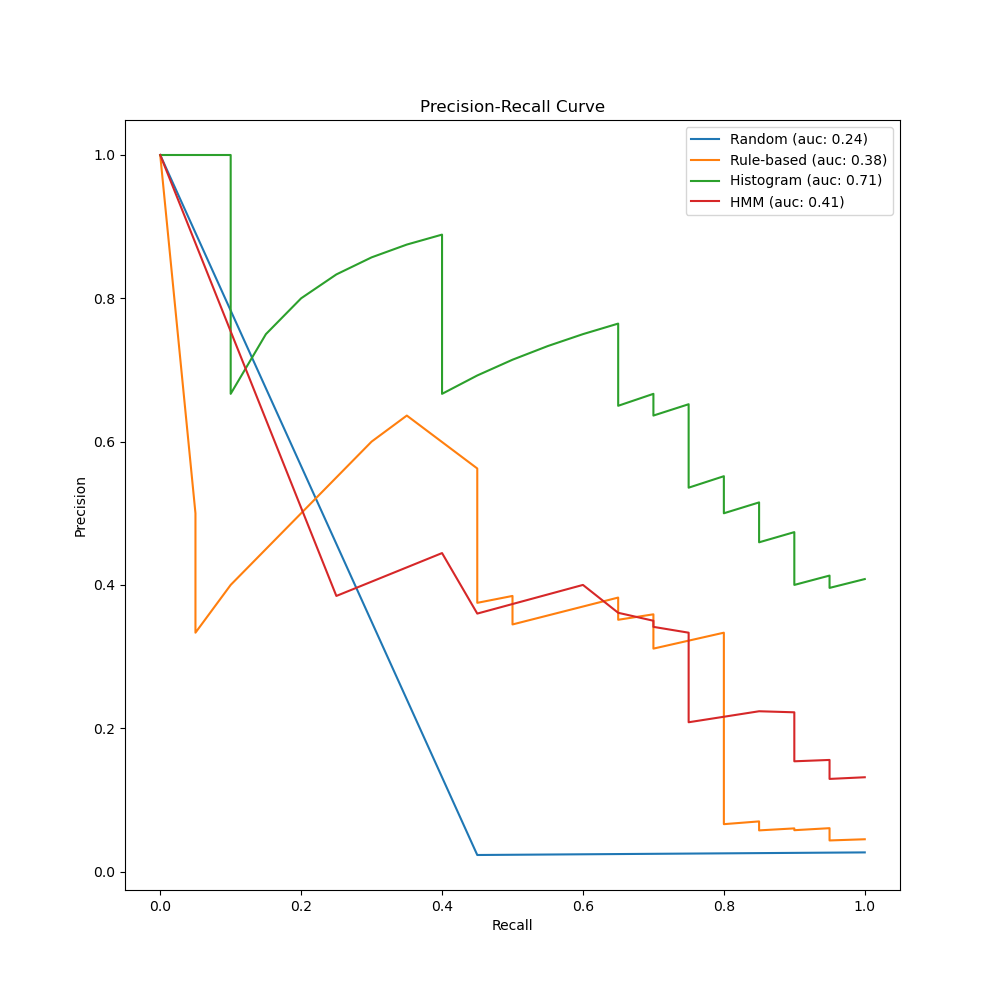 Precision-Recall Curve
Random (auc: 0.24)
Rule-based (auc: 0.38)
Histogram (auc: 0.71)
HMM (auc: 0.41)
1.0
0.8
0.6
0.4
0.2
0.0
Precision
0.0 0.2 0.4 0.6 0.8 1.0
Recall